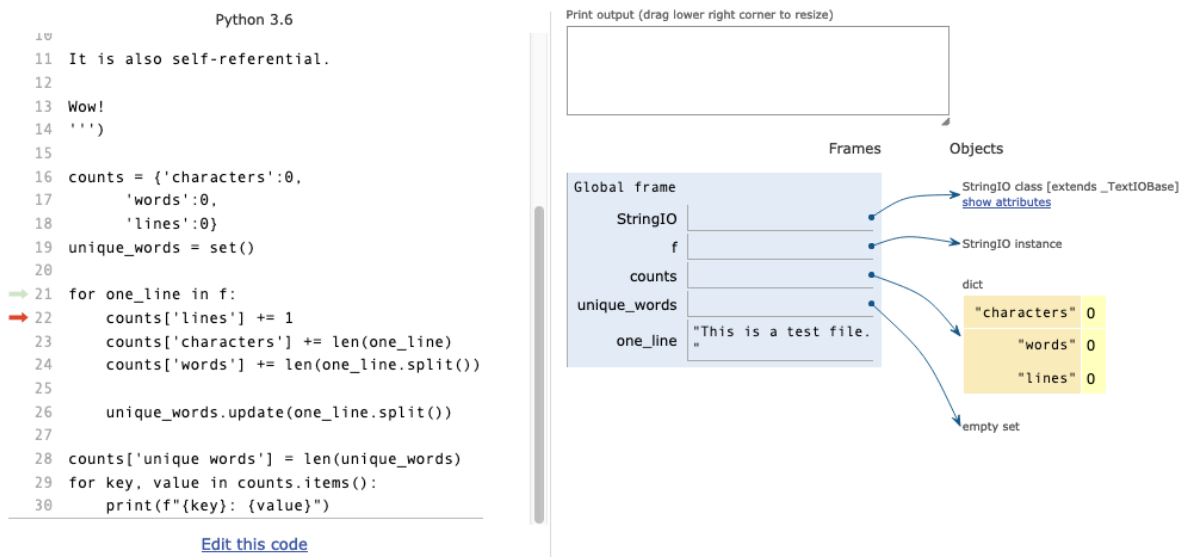 Python 3.6
10
11 It is also self-referential.
12
13 Wow!
14 ''')
15
16 counts = {'characters':0,
17       'words':0,
18       'lines':0}
19 unique_words = set()
20
21 for one_line in f:
22     counts['lines'] += 1
23     counts['characters'] += len(one_line)
24     counts['words'] += len(one_line.split())
25
26     unique_words.update(one_line.split())
27
28 counts['unique words'] = len(unique_words)
29 for key, value in counts.items():
30     print(f"{key}: {value}")
Edit this code
Print output (drag lower right corner to resize)
Frames
Objects
Global frame
StringIO
f
counts
unique_words
one_line
"This is a test file.
"
StringIO class [extends _TextIOBase]
show attributes
StringIO instance
dict
"characters" 0
"words" 0
"lines" 0
empty set